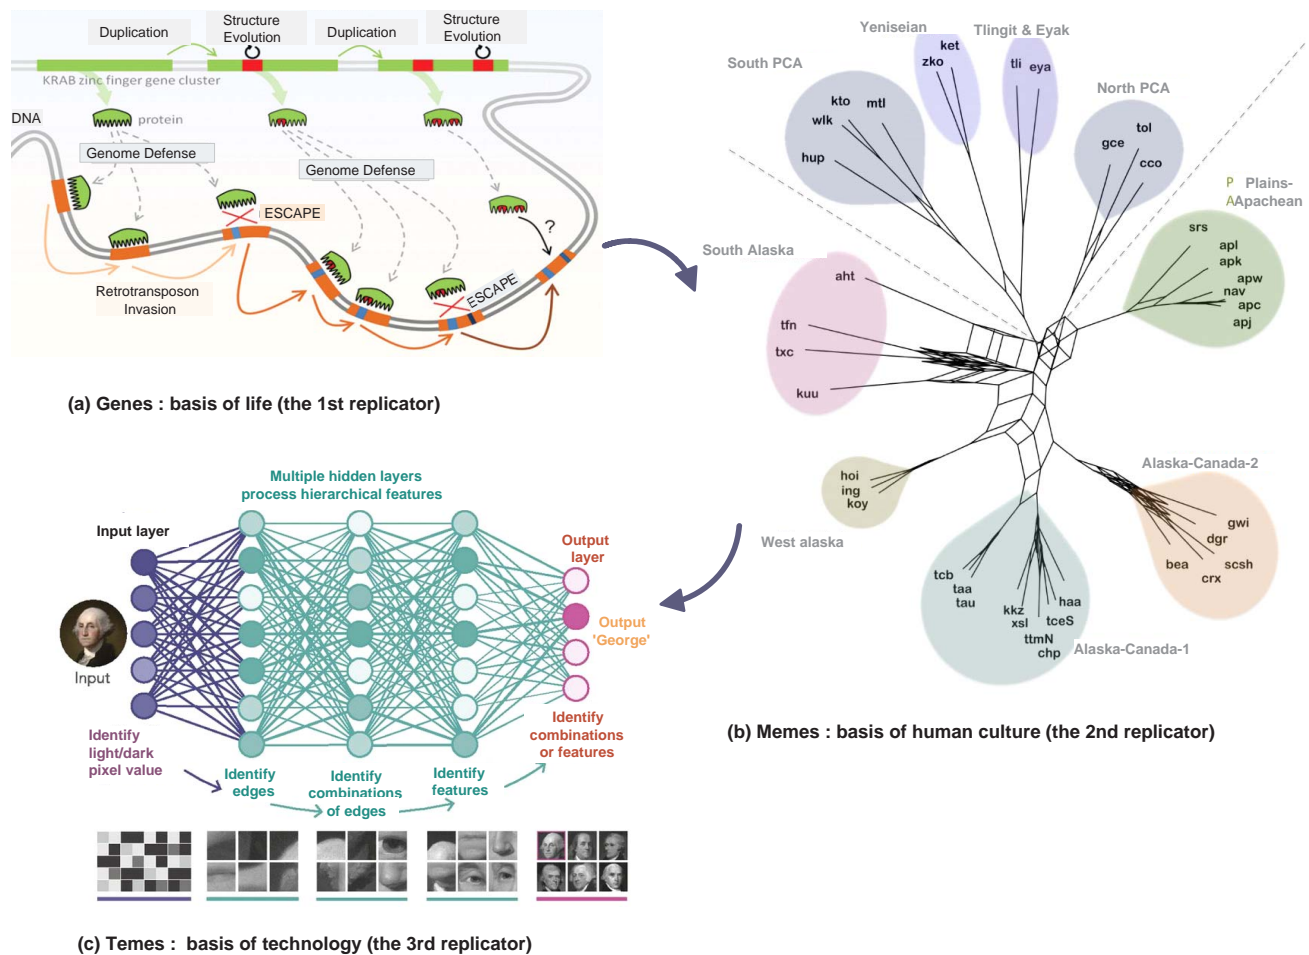 Duplication
Structure
Evolution
Duplication
Structure
Evolution
KRAB zinc finger gene cluster
DNA
protein
Genome Defense
Genome Defense
ESCAPE
ESCAPE
?
Retrotransposon
Invasion
(a) Genes : basis of life (the 1st replicator)
Yeniseian
Tlingit & Eyak
South PCA
North PCA
ket
zko
tli
eya
kto
mtl
wlk
hup
tol
gce
cco
P
Plains-
A
Apachean
srs
apl
apk
apw
nav
apc
apj
South Alaska
aht
tfn
txc
kuu
hoi
ing
koy
West alaska
Alaska-Canada-2
gwi
dgr
scsh
bea
crx
tcb
taa
tau
kkz
xsl
haa
tceS
ttmN
chp
Alaska-Canada-1
(b) Memes : basis of human culture (the 2nd replicator)
Multiple hidden layers
process hierarchical features
Input layer
Output
layer
Output
'George'
Input
Identify
light/dark
pixel value
Identify
edges
Identify
combinations
of edges
Identify
features
Identify
combinations
or features
(c) Temes : basis of technology (the 3rd replicator)